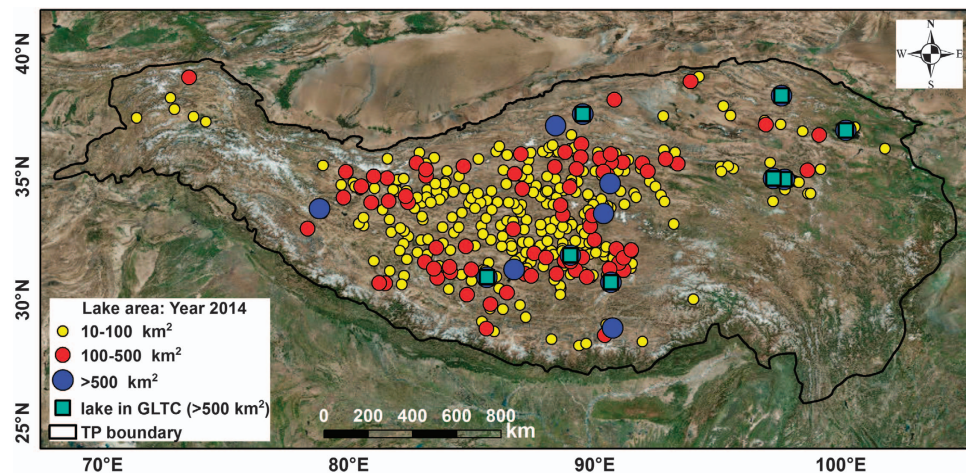 40°N
35°N
30°N
25°N
N
W E
S
Lake area: Year 2014
10-100 km²
100-500 km²
>500 km²
lake in GLTC (>500 km²)
TP boundary
0 200 400 600 800
km
70°E 80°E 90°E 100°E